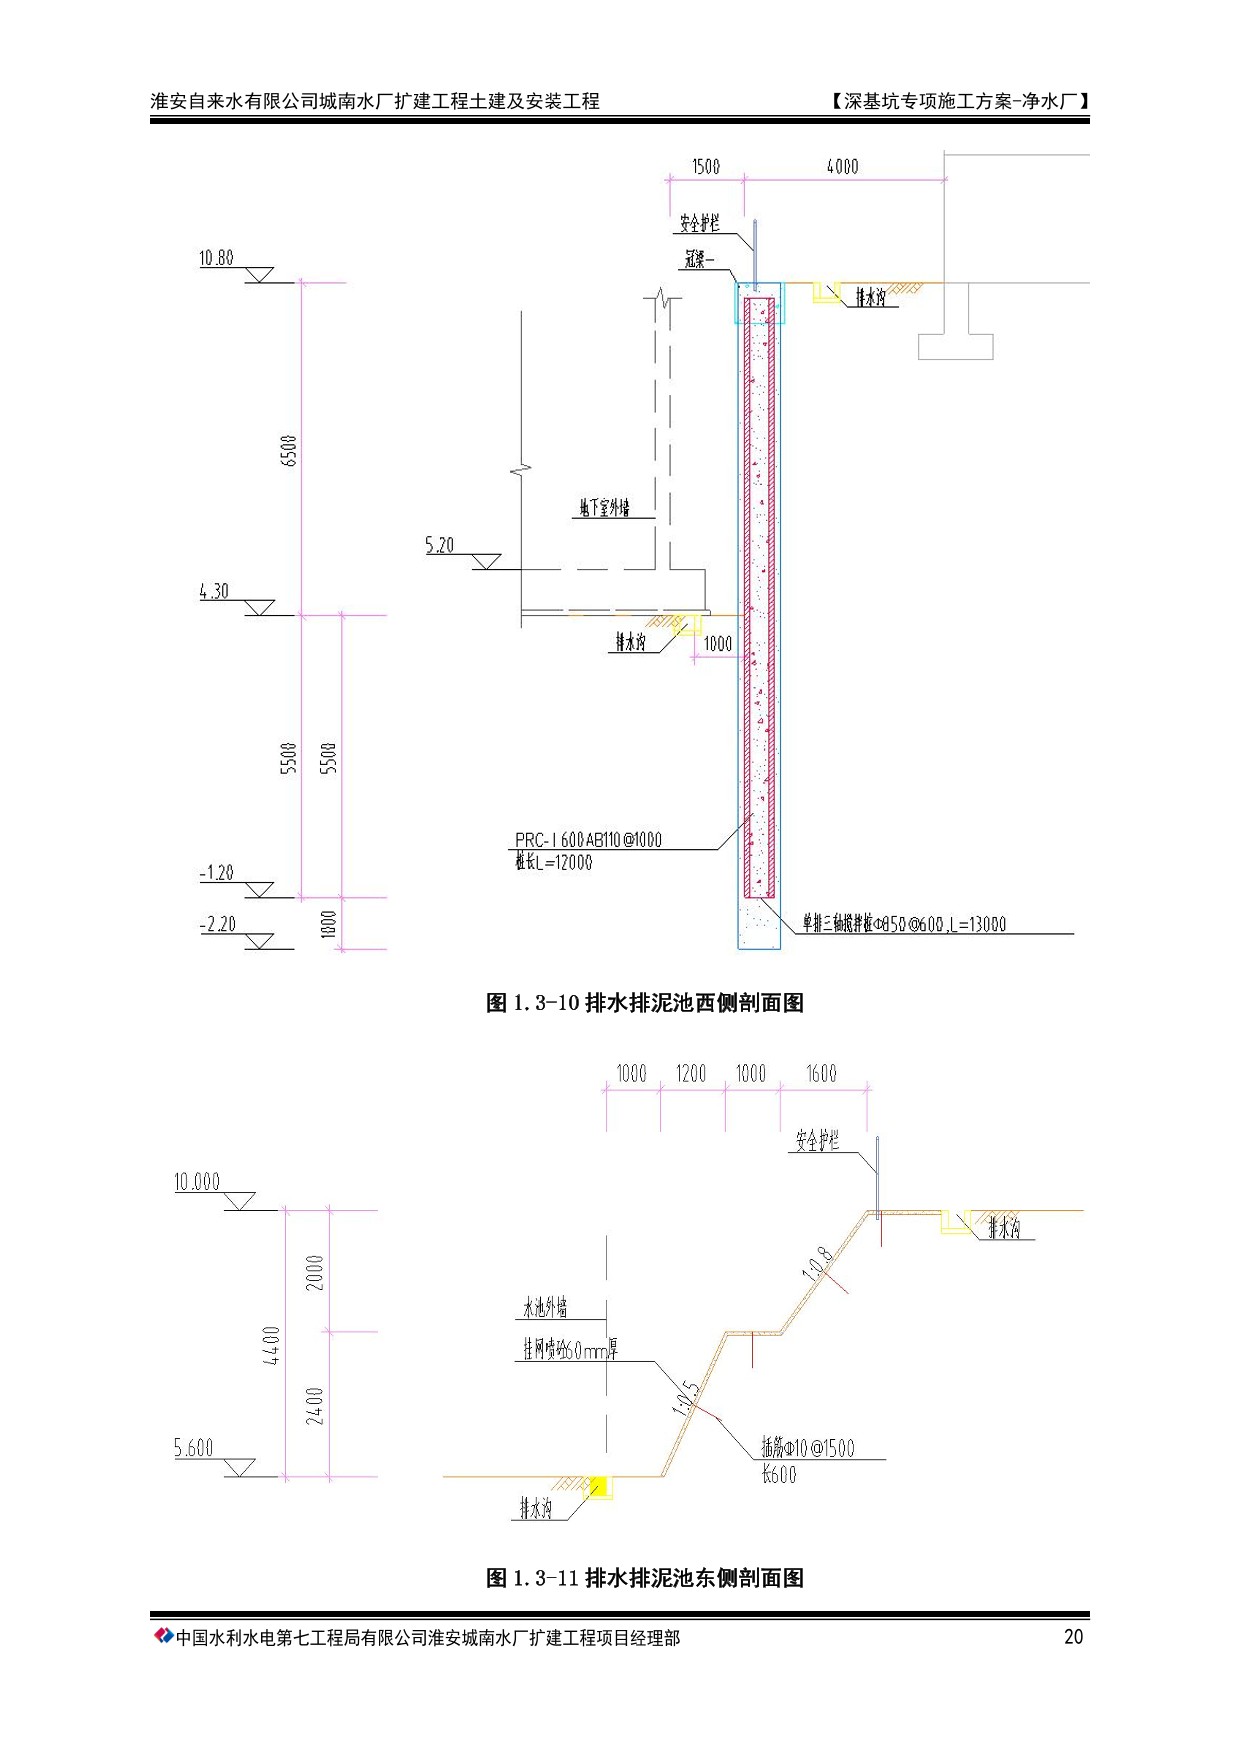 淮安自来水有限公司城南水厂扩建工程土建及安装工程 【深基坑专项施工方案-净水厂】
1500 4000
安全护栏
冠梁一
10.80
排水沟
6500
地下室外墙
5.20
4.30
排水沟
1000
5500 5500
PRC-Ⅰ600AB110@1000
桩长L=12000
-1.20
-2.20
1000
单排三轴搅拌桩Φ850@600,L=13000
图 1.3-10 排水排泥池西侧剖面图
1000 1200 1000 1600
安全护栏
10.000
排水沟
2000
1:0.8
水池外墙
挂网喷砼60mm厚
4400
1:0.5
2400
5.600
插筋Φ10@1500
长600
排水沟
图 1.3-11 排水排泥池东侧剖面图
中国水利水电第七工程局有限公司淮安城南水厂扩建工程项目经理部 20